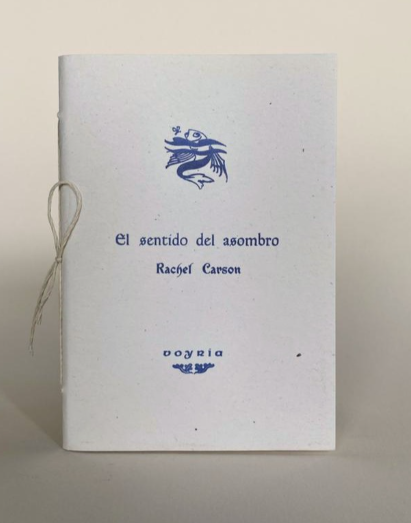 El sentido del asombro
Rachel Carson
voyria